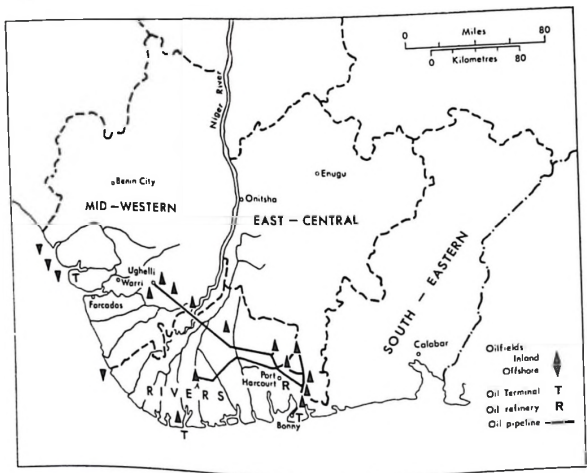 Miles
0 80
0 80
Kilometres
Niger River
Benin City
Enugu
Onitsha
MID-WESTERN
EAST-CENTRAL
SOUTH-EASTERN
T
Ughelli
Warri
Forcados
Calabar
Port
Harcourt R
RIVERS
Bonny T
T
Oilfields
Inland
Offshore
Oil Terminal T
Oil refinery R
Oil pipeline